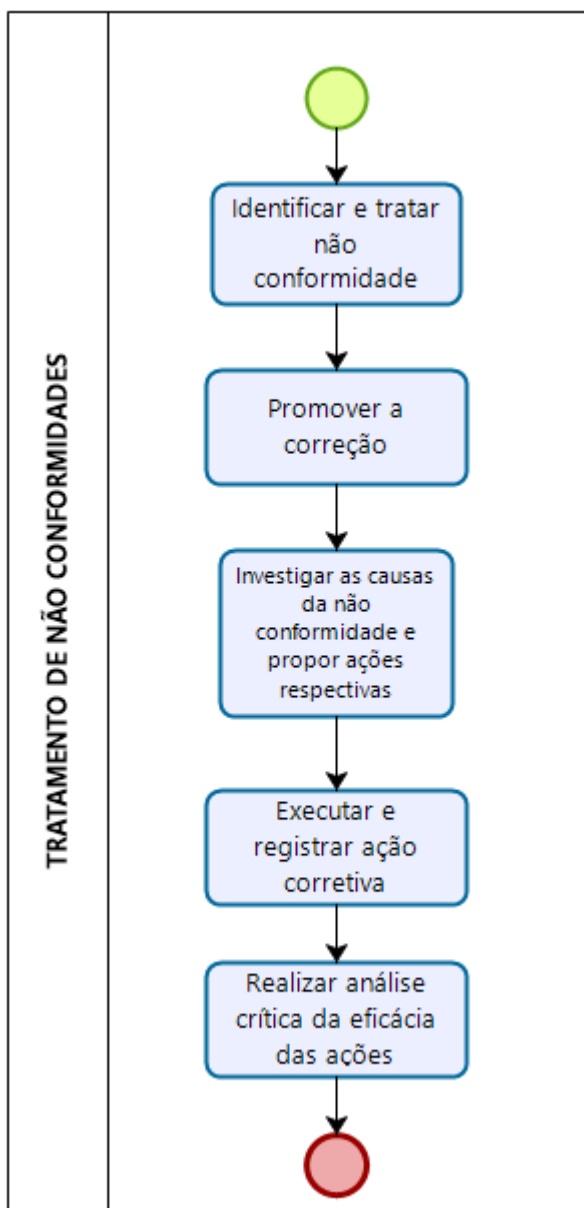 TRATAMENTO DE NÃO CONFORMIDADES
Identificar e tratar
não
conformidade
Promover a
correção
Investigar as causas
da não
conformidade e
propor ações
respectivas
Executar e
registrar ação
corretiva
Realizar análise
crítica da eficácia
das ações